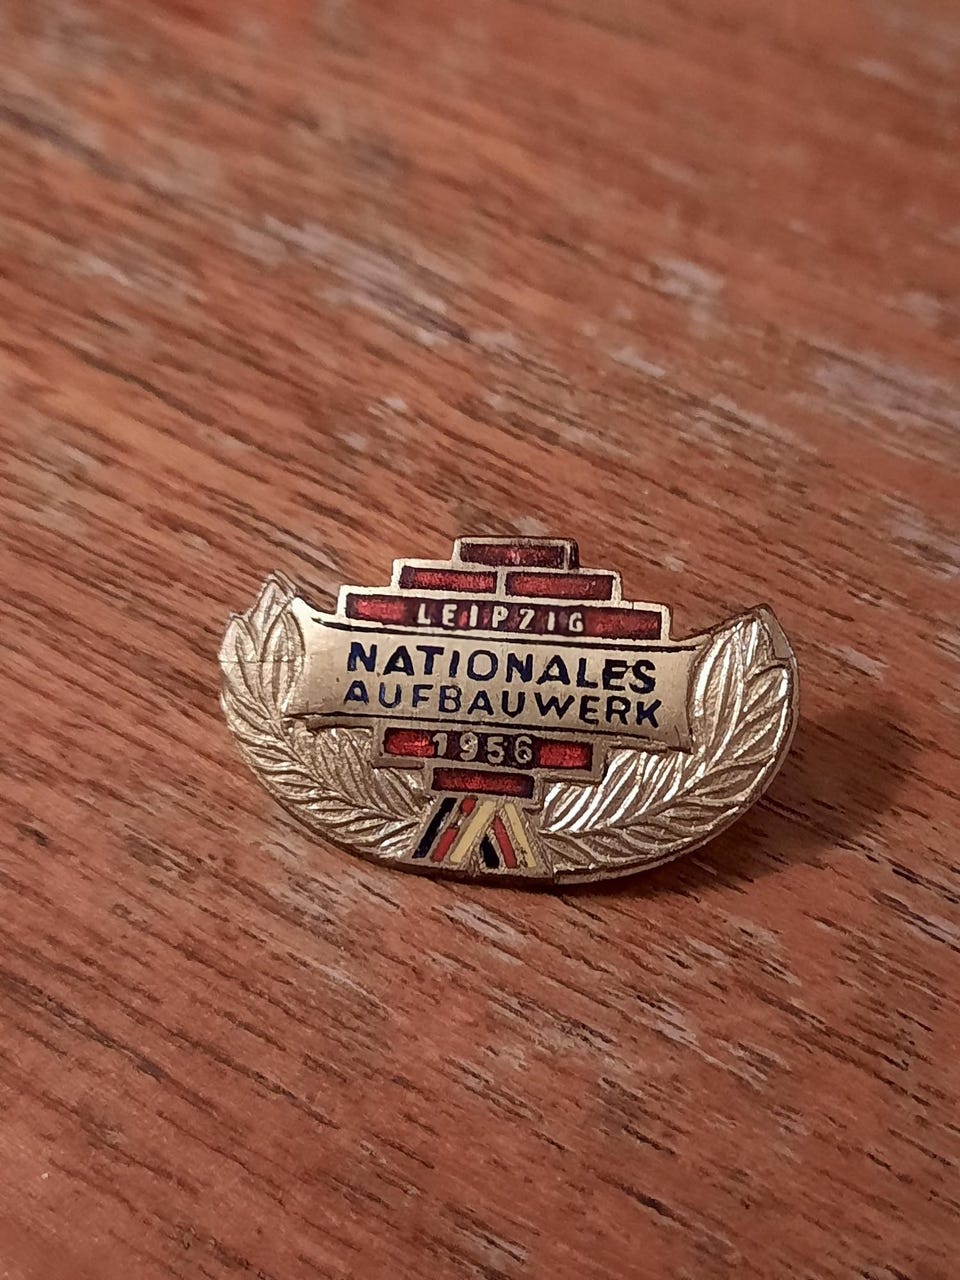 LEIPZIG
NATIONALES
AUFBAUWERK
1956